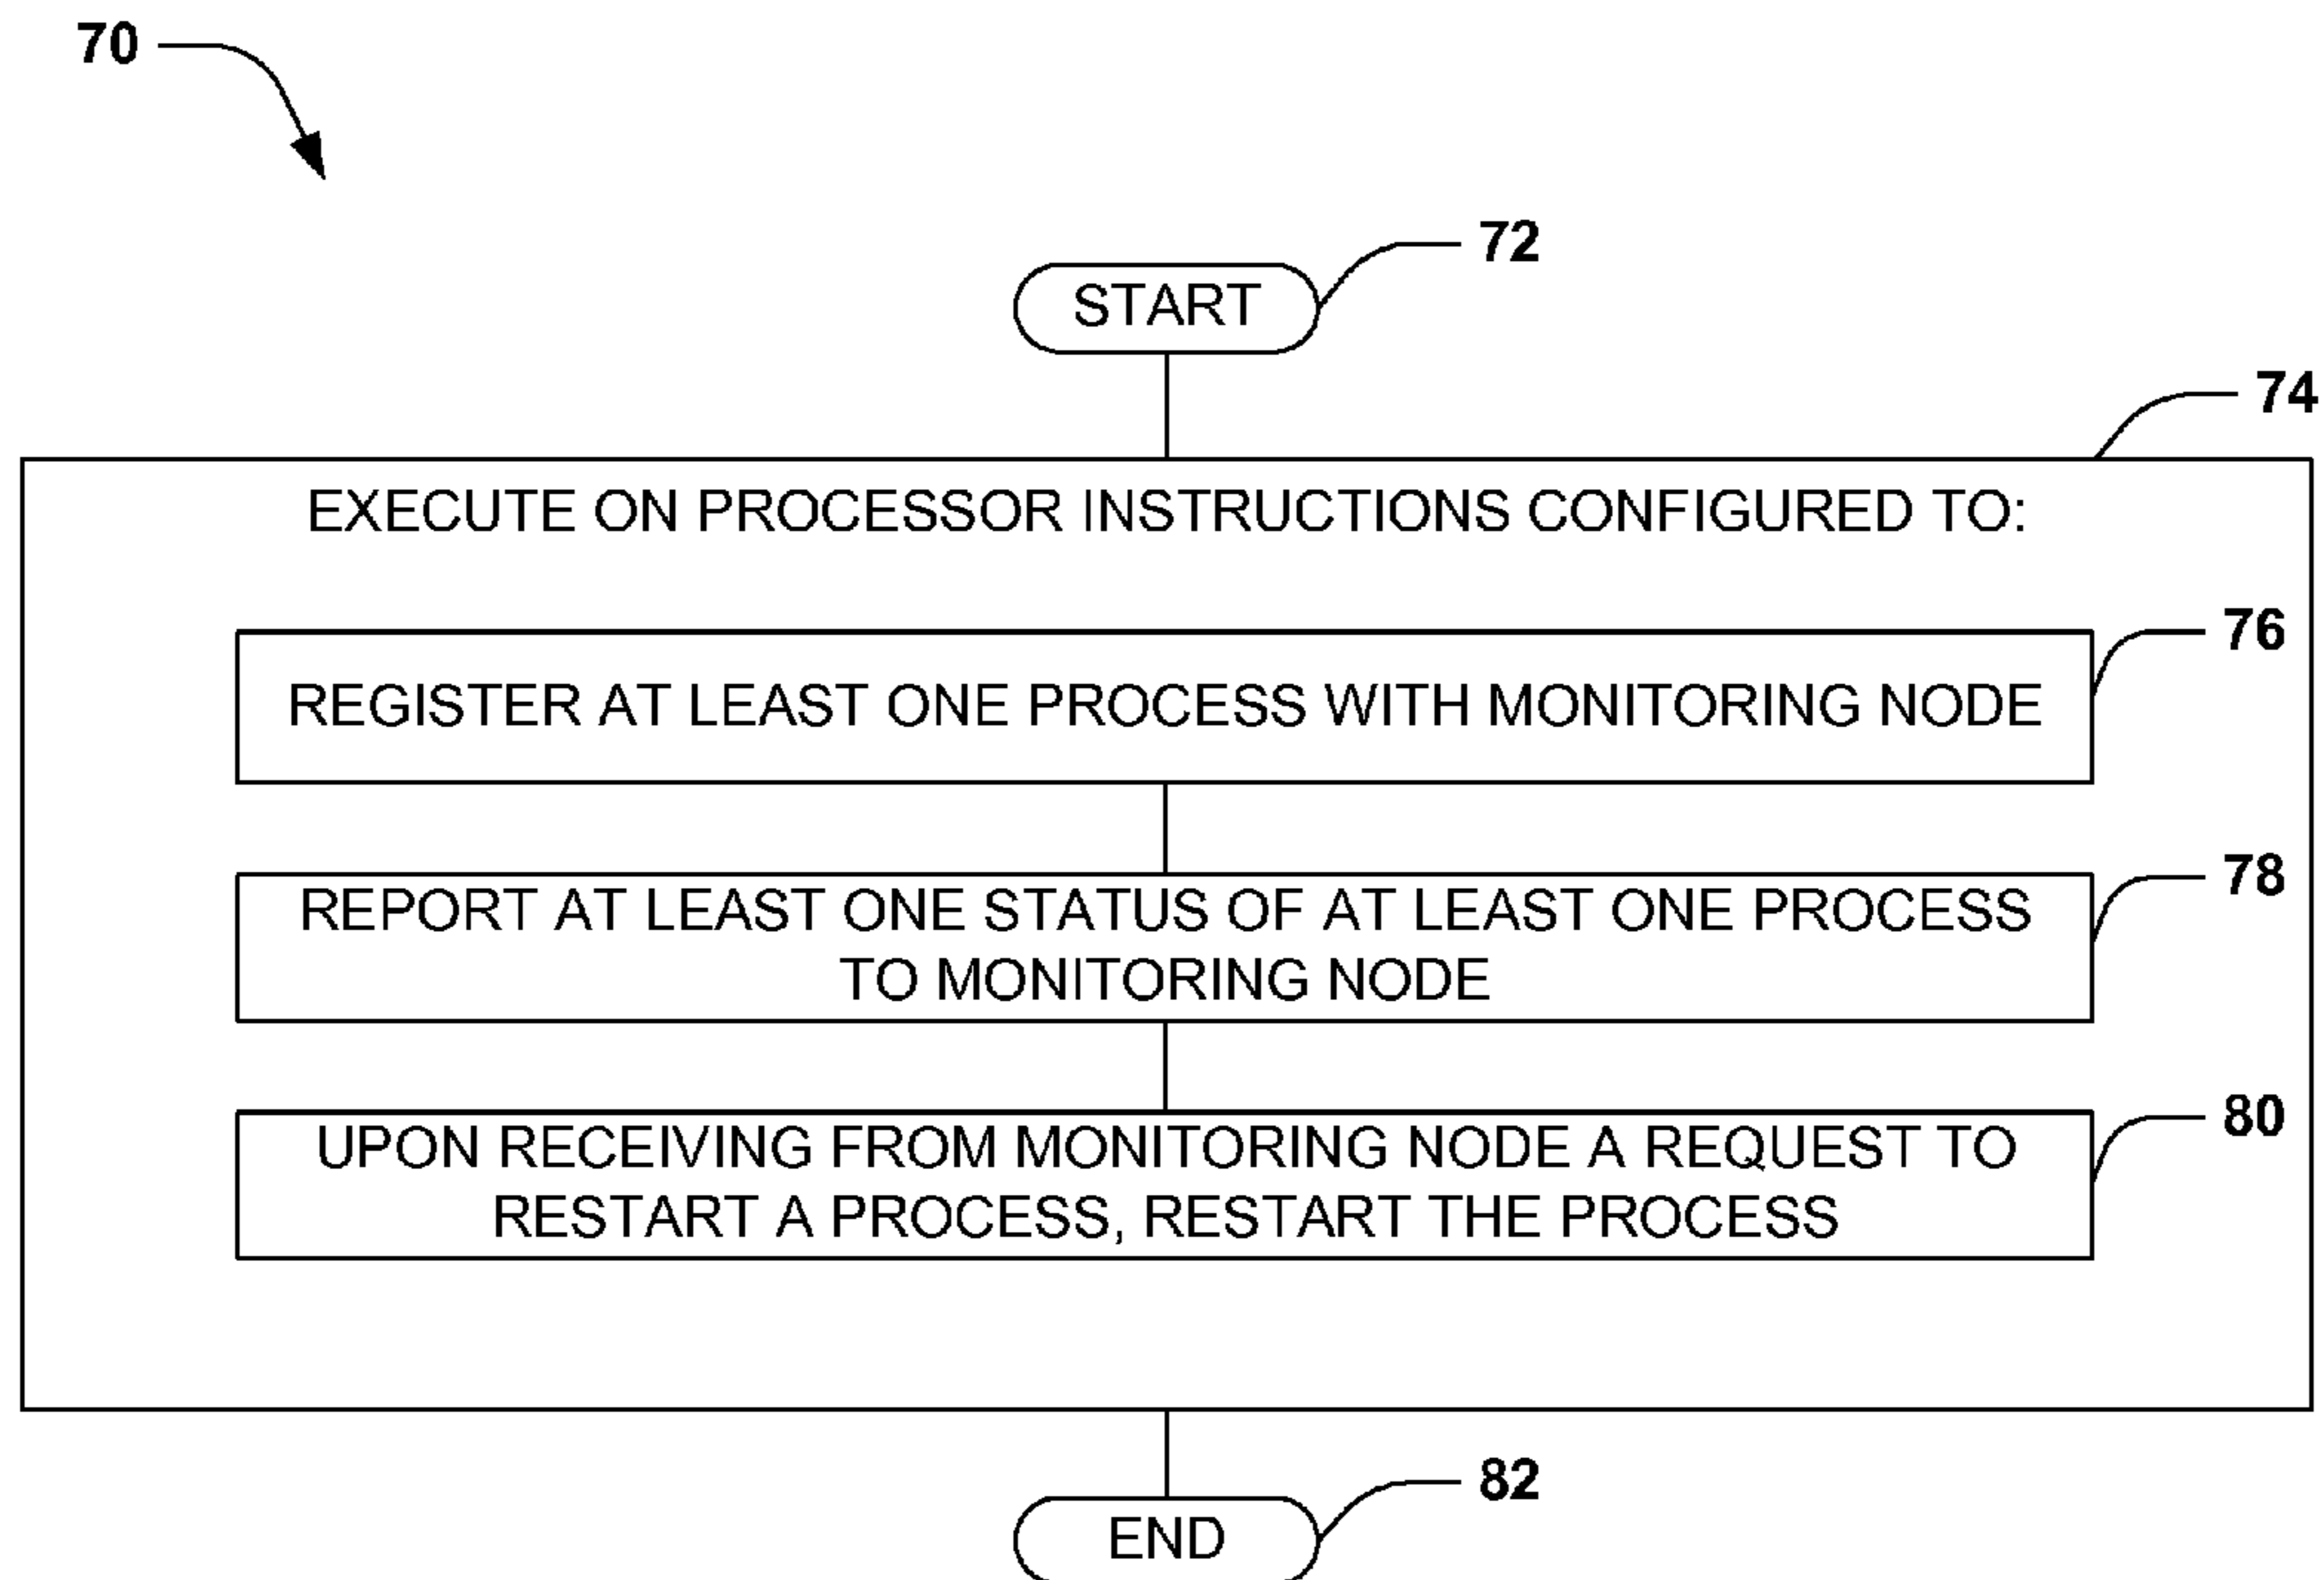 70
72
START
74
EXECUTE ON PROCESSOR INSTRUCTIONS CONFIGURED TO:
76
REGISTER AT LEAST ONE PROCESS WITH MONITORING NODE
78
REPORT AT LEAST ONE STATUS OF AT LEAST ONE PROCESS
TO MONITORING NODE
80
UPON RECEIVING FROM MONITORING NODE A REQUEST TO
RESTART A PROCESS, RESTART THE PROCESS
82
END